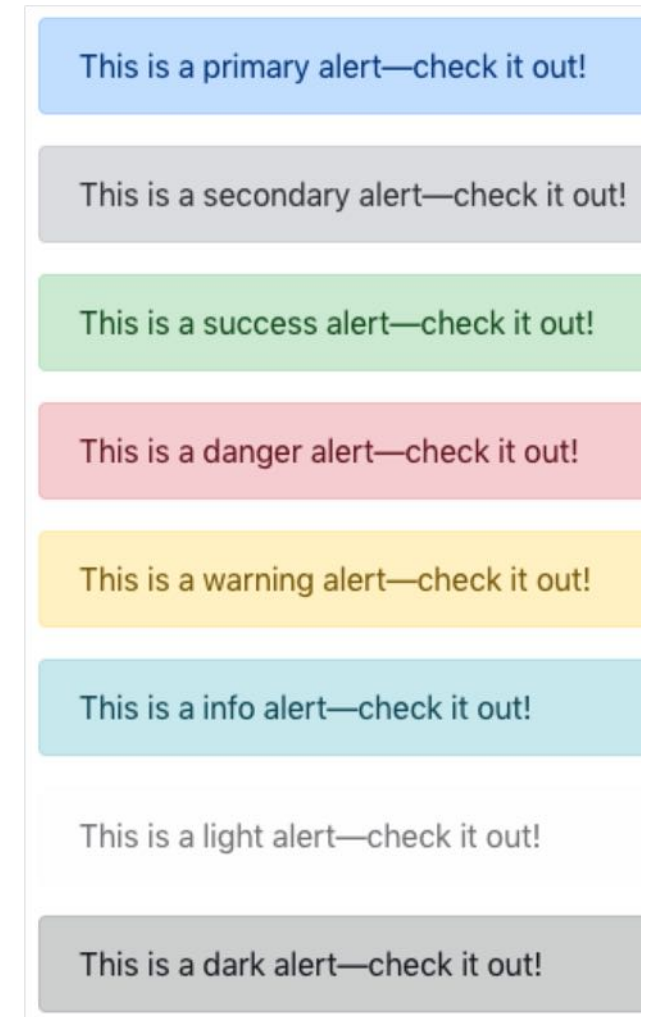 This is a primary alert—check it out!
This is a secondary alert—check it out!
This is a success alert—check it out!
This is a danger alert—check it out!
This is a warning alert—check it out!
This is a info alert—check it out!
This is a light alert—check it out!
This is a dark alert—check it out!